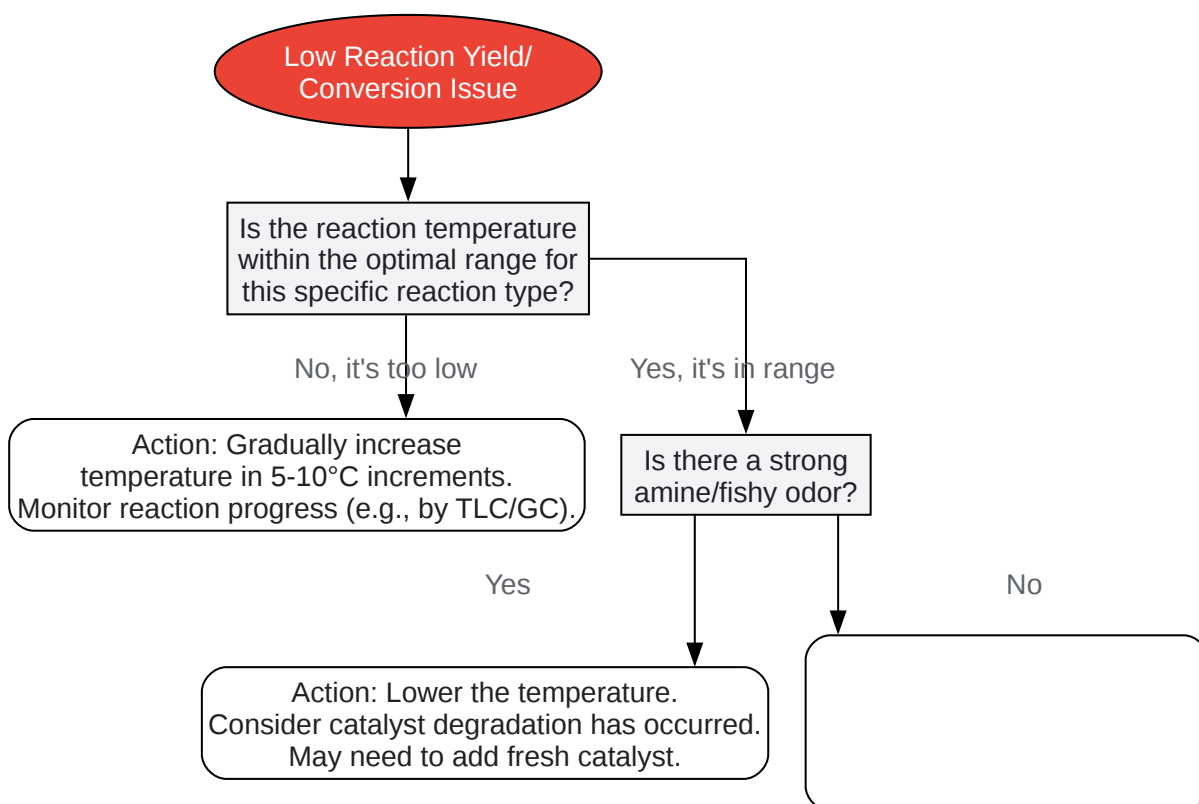 Low Reaction Yield/
Conversion Issue
Is the reaction temperature
within the optimal range for
this specific reaction type?
No, it's too low
Yes, it's in range
Action: Gradually increase
temperature in 5-10°C increments.
Monitor reaction progress (e.g., by TLC/GC).
Is there a strong
amine/fishy odor?
Yes
No
Action: Lower the temperature.
Consider catalyst degradation has occurred.
May need to add fresh catalyst.